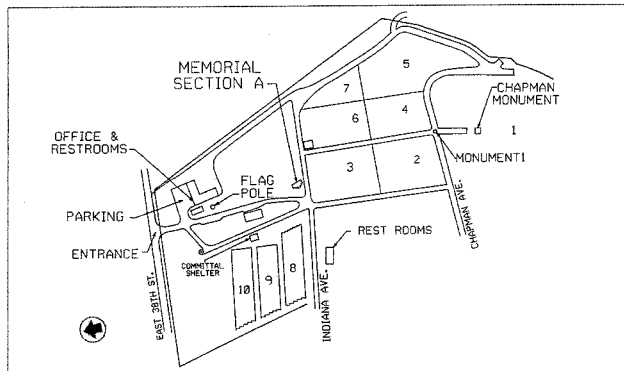 MEMORIAL
SECTION A
5
7
CHAPMAN
MONUMENT
4
6
1
OFFICE &
RESTROOMS
MONUMENT1
FLAG
POLE
3
2
PARKING
CHAPMAN AVE.
ENTRANCE
REST ROOMS
COMMITTAL
SHELTER
EAST 38TH ST.
10
9
8
INDIANA AVE.